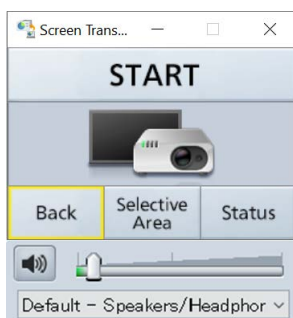 Screen Trans...
START
Back
Selective
Area
Status
Default - Speakers/Headphor